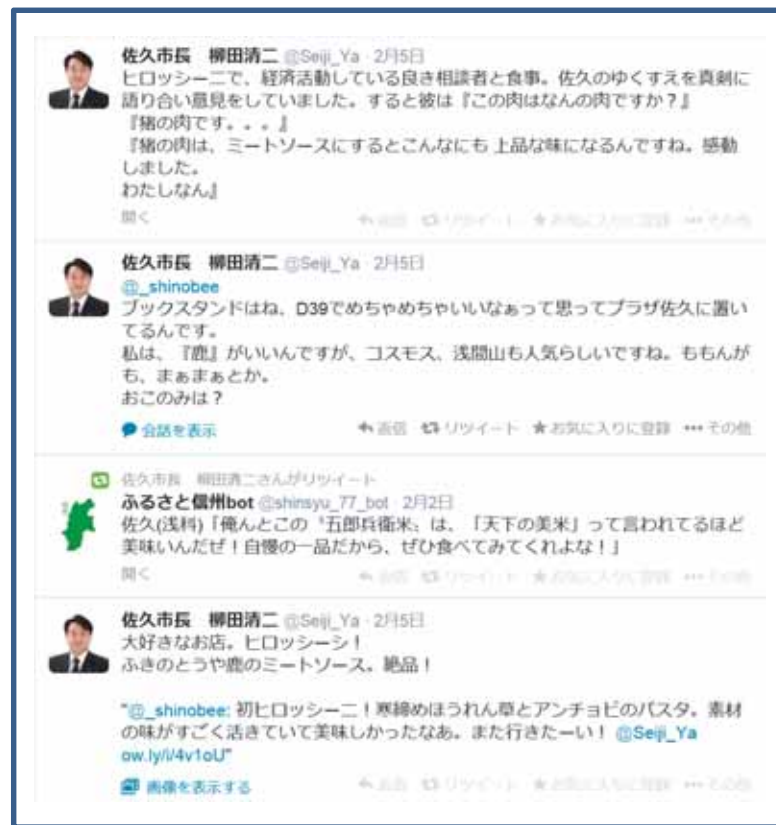 佐久市長 柳田清二 @Seiji_Ya · 2月5日
ヒロッシーニで、経済活動している良き相談者と食事。佐久のゆくすえを真剣に
語り合い意見をしていました。すると彼は『この肉はなんの肉ですか？』
『猪の肉です。。。』
『猪の肉は、ミートソースにするとこんなにも 上品な味になるんですね。感動
しました。
わたしなん』
開く 返信 リツイート お気に入りに登録 その他
佐久市長 柳田清二 @Seiji_Ya · 2月5日
@_shinobee
ブックスタンドはね、D39でめちゃめちゃいいなぁって思ってプラザ佐久に置い
てるんです。
私は、『鹿』がいいんですが、コスモス、浅間山も人気らしいですね。ももんが
も、まぁまぁとか。
おこのみは？
会話を表示 返信 リツイート お気に入りに登録 その他
佐久市長 柳田清二さんがリツイート
ふるさと信州bot @shinsyu_77_bot · 2月2日
佐久(浅科)「俺んとこの〝五郎兵衛米〟は、「天下の美米」って言われてるほど
美味いんだぜ！自慢の一品だから、ぜひ食べてみてくれよな！」
開く 返信 リツイート お気に入りに登録 その他
佐久市長 柳田清二 @Seiji_Ya · 2月5日
大好きなお店。ヒロッシーシ！
ふきのとうや鹿のミートソース。絶品！
"@_shinobee: 初ヒロッシーニ！寒締めほうれん草とアンチョビのパスタ。素材
の味がすごく活きていて美味しかったなあ。また行きたーい！ @Seiji_Ya
ow.ly/i/4v1oU"
画像を表示する 返信 リツイート お気に入りに登録 その他